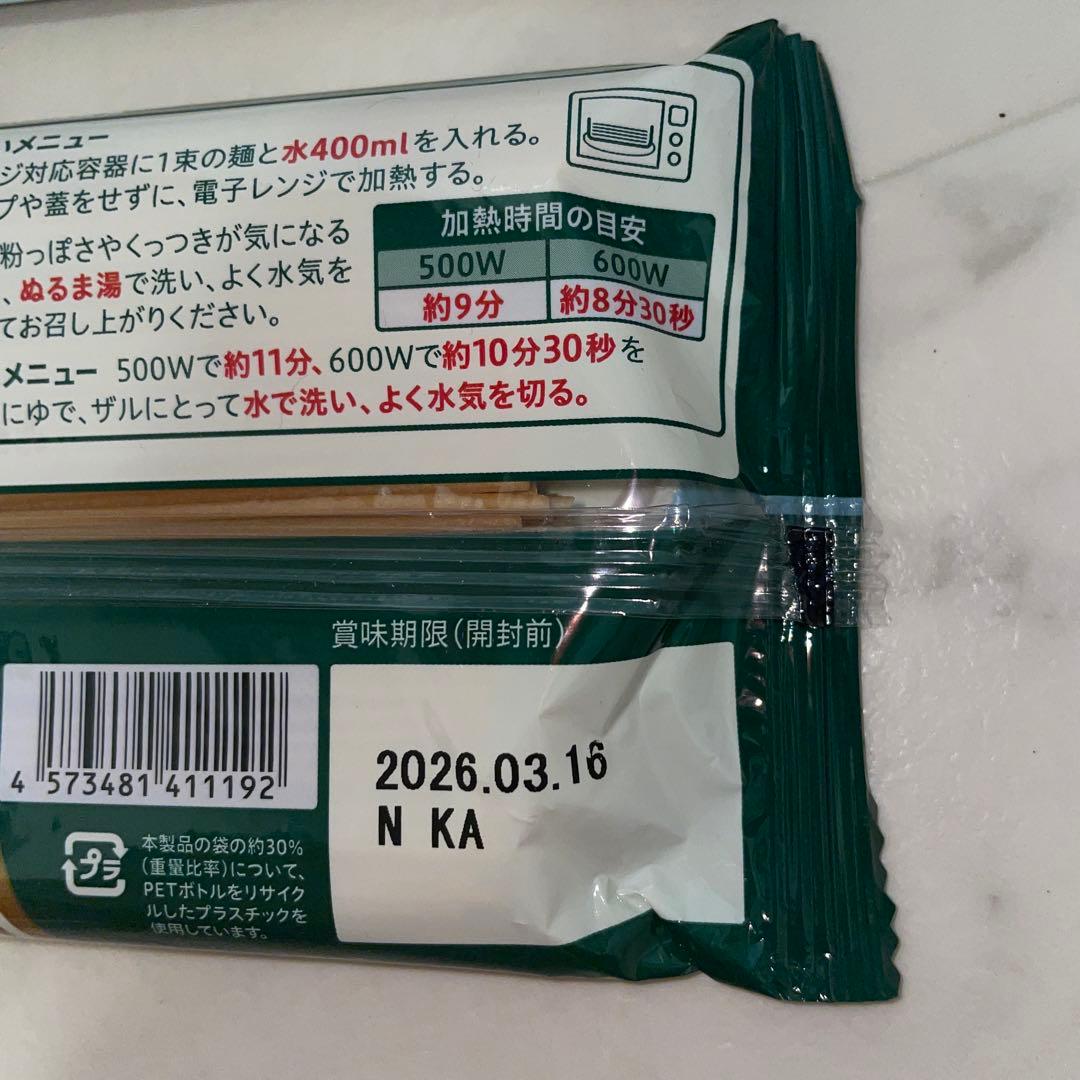 いメニュー
ジ対応容器に1束の麺と水400mlを入れる。
プや蓋をせずに、電子レンジで加熱する。
粉っぽさやくっつきが気になる
、ぬるま湯で洗い、よく水気を
てお召し上がりください。
加熱時間の目安
500W 600W
約9分 約8分30秒
メニュー 500Wで約11分、600Wで約10分30秒を
にゆで、ザルにとって水で洗い、よく水気を切る。
賞味期限(開封前)
4 573481 411192
2026.03.16
N KA
プラ
本製品の袋の約30%
(重量比率)について、
PETボトルをリサイク
ルしたプラスチックを
使用しています。